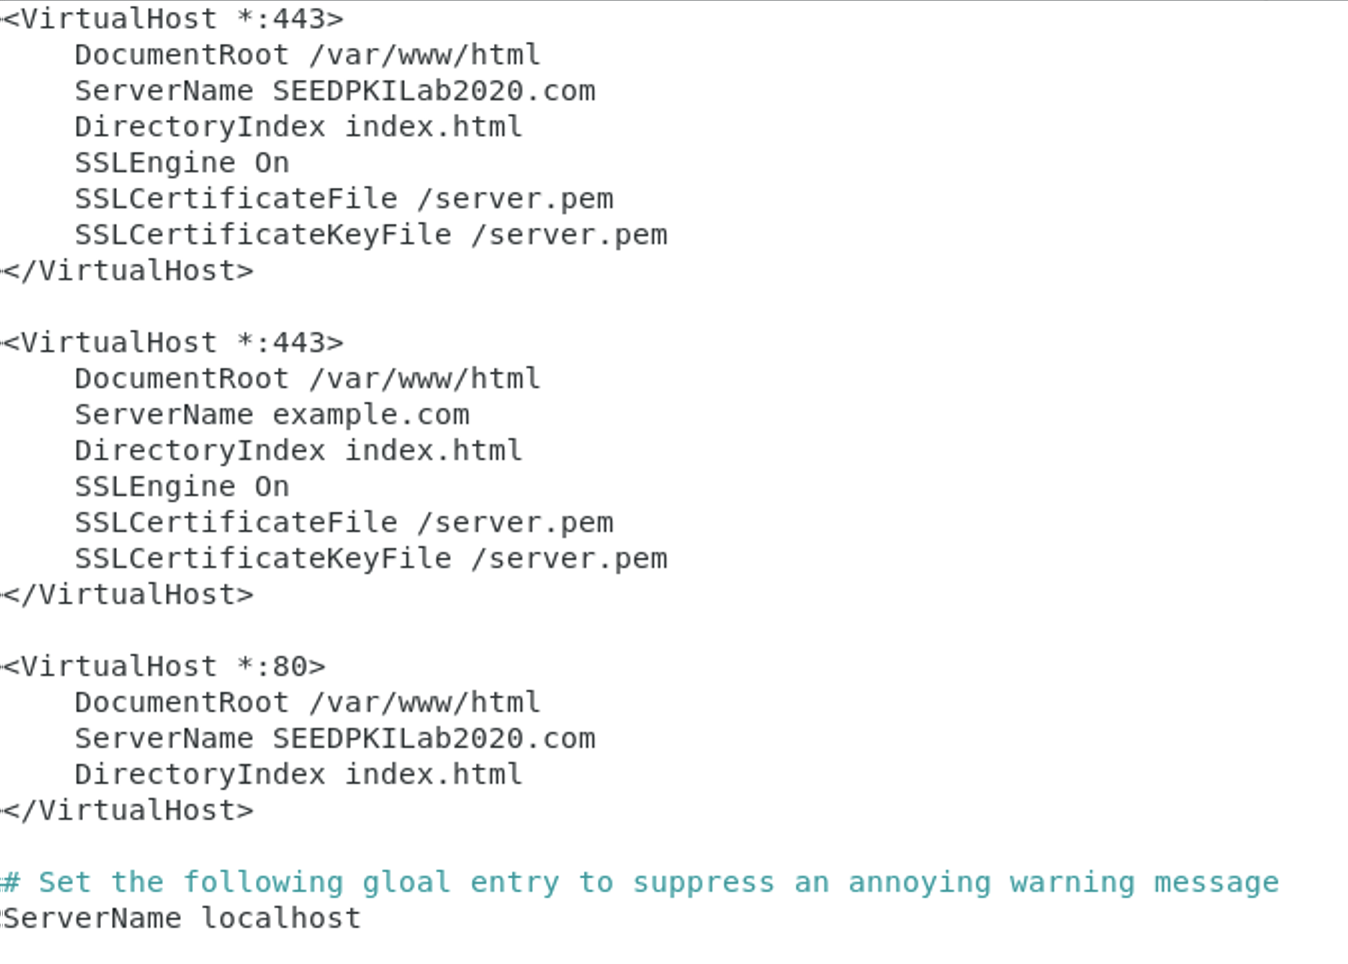 <VirtualHost *:443>
    DocumentRoot /var/www/html
    ServerName SEEDPKILab2020.com
    DirectoryIndex index.html
    SSLEngine On
    SSLCertificateFile /server.pem
    SSLCertificateKeyFile /server.pem
</VirtualHost>

<VirtualHost *:443>
    DocumentRoot /var/www/html
    ServerName example.com
    DirectoryIndex index.html
    SSLEngine On
    SSLCertificateFile /server.pem
    SSLCertificateKeyFile /server.pem
</VirtualHost>

<VirtualHost *:80>
    DocumentRoot /var/www/html
    ServerName SEEDPKILab2020.com
    DirectoryIndex index.html
</VirtualHost>

# Set the following gloal entry to suppress an annoying warning message
ServerName localhost